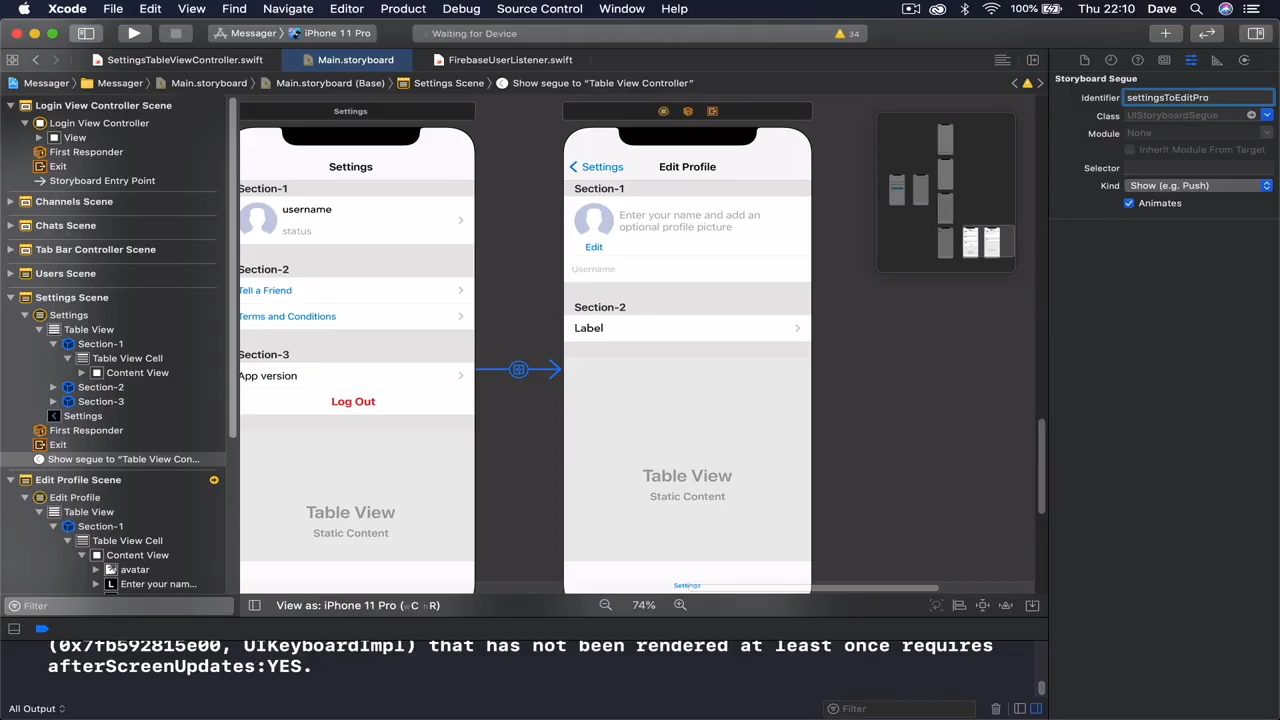 Xcode File Edit View Find Navigate Editor Product Debug Source Control Window Help 100% Thu 22:10 Dave
Messager iPhone 11 Pro Waiting for Device 34
SettingsTableViewController.swift Main.storyboard FirebaseUserListener.swift
Messager Messager Main.storyboard Main.storyboard (Base) Settings Scene Show segue to “Table View Controller”
Login View Controller Scene
Login View Controller
View
First Responder
Exit
Storyboard Entry Point
Channels Scene
Chats Scene
Tab Bar Controller Scene
Users Scene
Settings Scene
Settings
Table View
Section-1
Table View Cell
Content View
Section-2
Section-3
Settings
First Responder
Exit
Show segue to “Table View Con...
Edit Profile Scene
Edit Profile
Table View
Section-1
Table View Cell
Content View
avatar
L Enter your nam...
Filter
Settings
Settings
Section-1
username
status
Section-2
Tell a Friend
Terms and Conditions
Section-3
App version
Log Out
Table View
Static Content
Settings Edit Profile
Section-1
Enter your name and add an
optional profile picture
Edit
Username
Section-2
Label
Table View
Static Content
Settings
View as: iPhone 11 Pro (wC hR)
74%
Storyboard Segue
Identifier settingsToEditPro
Class UIStoryboardSegue
Module None
Inherit Module From Target
Selector
Kind Show (e.g. Push)
Animates
(0x7fb592815e00, UIKeyboardImpl) that has not been rendered at least once requires
afterScreenUpdates:YES.
All Output Filter